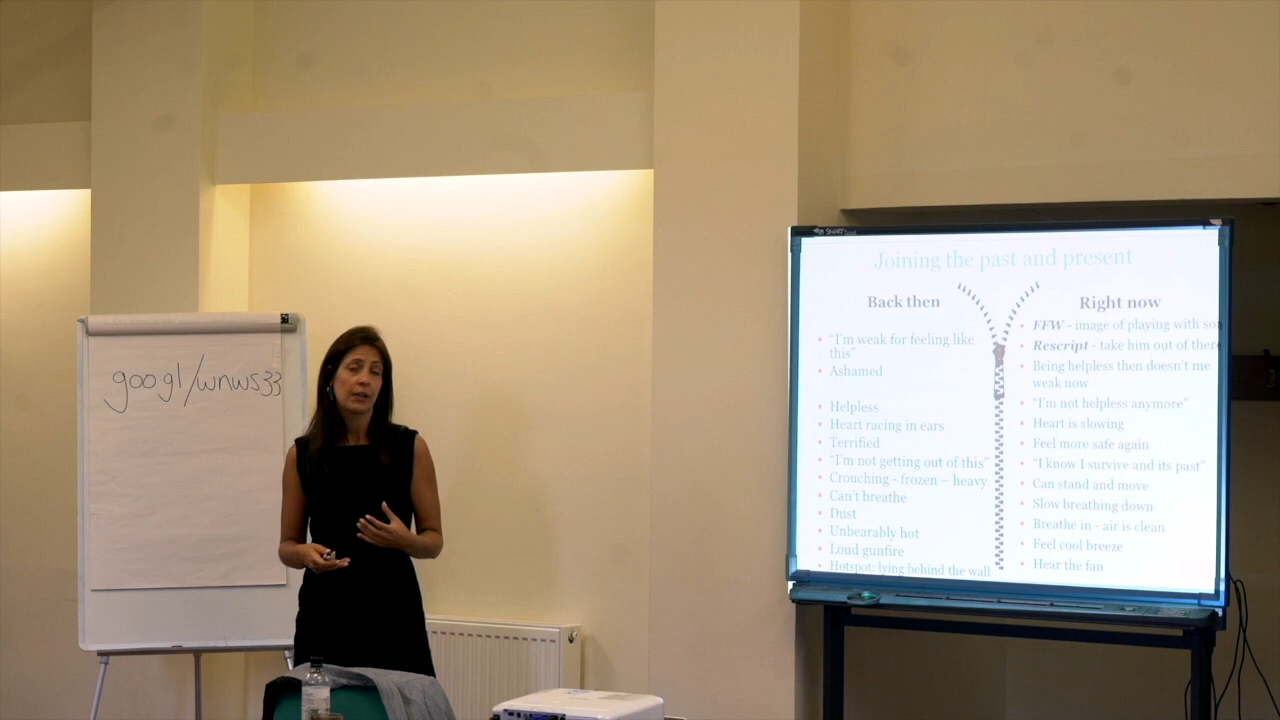 goo gl/wnws33
SMART
Joining the past and present
Back then
"I'm weak for feeling like
this"
Ashamed
Helpless
Heart racing in ears
Terrified
"I'm not getting out of this"
Crouching - frozen – heavy
Can't breathe
Dust
Unbearably hot
Loud gunfire
Hotspot: lying behind the wall
Right now
FFW - image of playing with son
Rescript - take him out of there
Being helpless then doesn't me
weak now
"I'm not helpless anymore"
Heart is slowing
Feel more safe again
"I know I survive and its past"
Can stand and move
Slow breathing down
Breathe in - air is clean
Feel cool breeze
Hear the fan